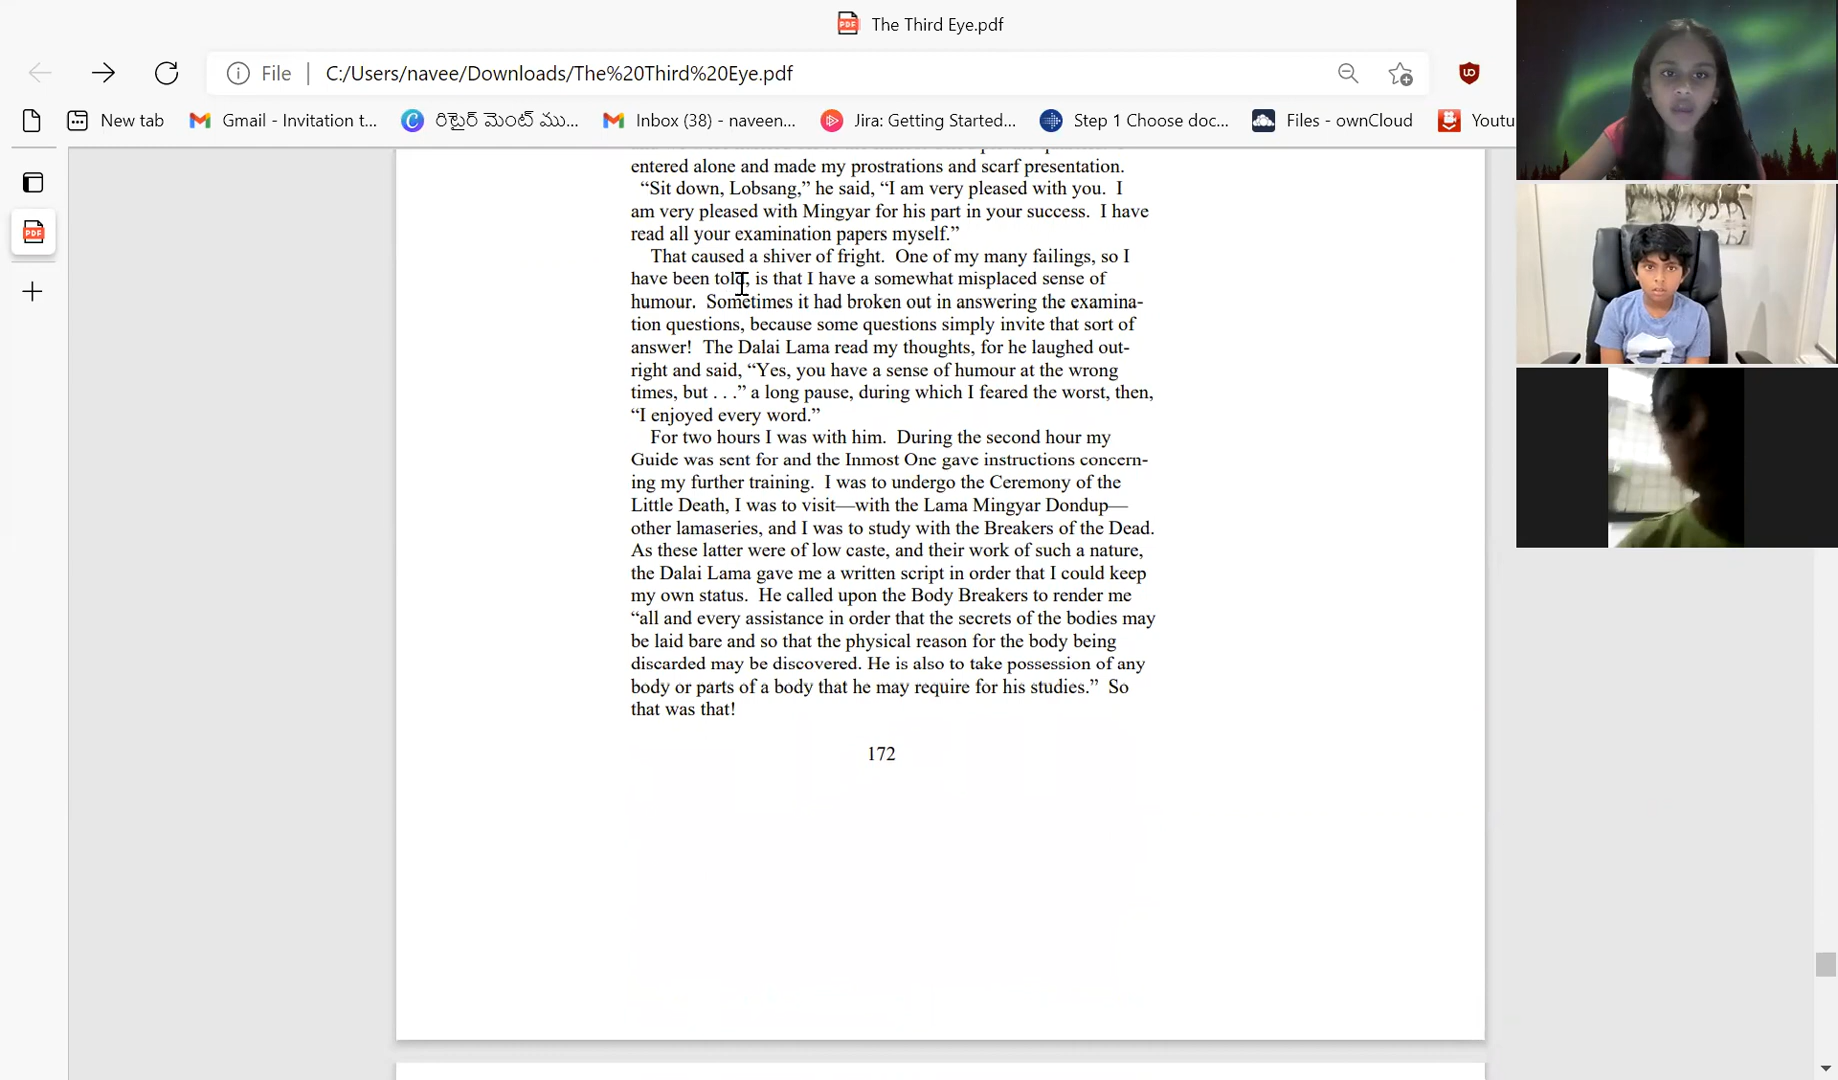 The Third Eye.pdf
File
C:/Users/navee/Downloads/The%20Third%20Eye.pdf
New tab
Gmail - Invitation t...
రిటైర్ మెంట్ ము...
Inbox (38) - naveen...
Jira: Getting Started...
Step 1 Choose doc...
Files - ownCloud
Youtu
entered alone and made my prostrations and scarf presentation.
“Sit down, Lobsang,” he said, “I am very pleased with you. I
am very pleased with Mingyar for his part in your success. I have
read all your examination papers myself.”
That caused a shiver of fright. One of my many failings, so I
have been told, is that I have a somewhat misplaced sense of
humour. Sometimes it had broken out in answering the examina-
tion questions, because some questions simply invite that sort of
answer! The Dalai Lama read my thoughts, for he laughed out-
right and said, “Yes, you have a sense of humour at the wrong
times, but . . .” a long pause, during which I feared the worst, then,
“I enjoyed every word.”
For two hours I was with him. During the second hour my
Guide was sent for and the Inmost One gave instructions concern-
ing my further training. I was to undergo the Ceremony of the
Little Death, I was to visit—with the Lama Mingyar Dondup—
other lamaseries, and I was to study with the Breakers of the Dead.
As these latter were of low caste, and their work of such a nature,
the Dalai Lama gave me a written script in order that I could keep
my own status. He called upon the Body Breakers to render me
“all and every assistance in order that the secrets of the bodies may
be laid bare and so that the physical reason for the body being
discarded may be discovered. He is also to take possession of any
body or parts of a body that he may require for his studies.” So
that was that!
172